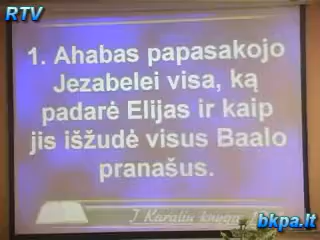 RTV
1. Ahabas papasakojo
Jezabelei visa, ką
padarė Elijas ir kaip
jis išžudė visus Baalo
pranašus.
I Karalių knyga
bkpa.lt